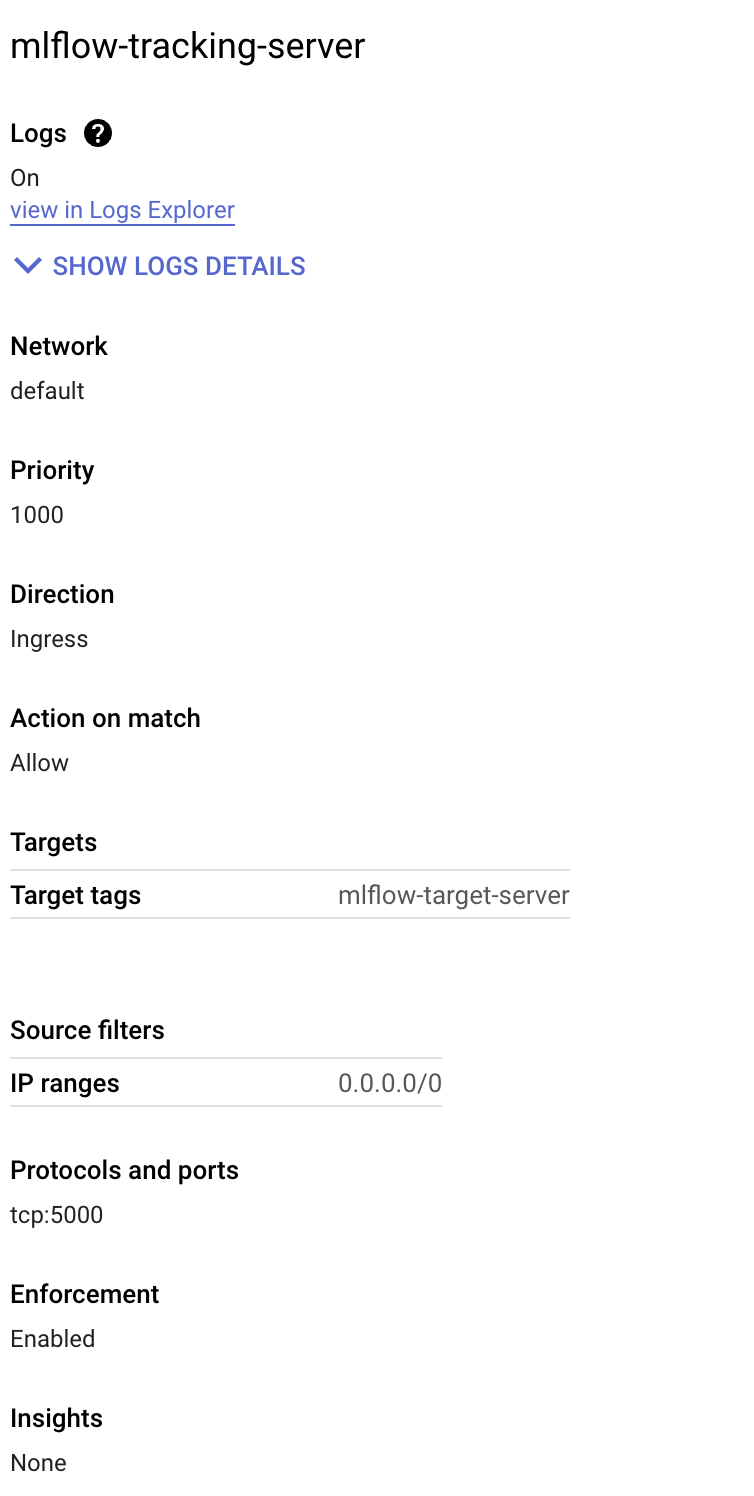 mlflow-tracking-server
Logs ?
On
view in Logs Explorer
SHOW LOGS DETAILS
Network
default
Priority
1000
Direction
Ingress
Action on match
Allow
Targets
Target tags mlflow-target-server
Source filters
IP ranges 0.0.0.0/0
Protocols and ports
tcp:5000
Enforcement
Enabled
Insights
None